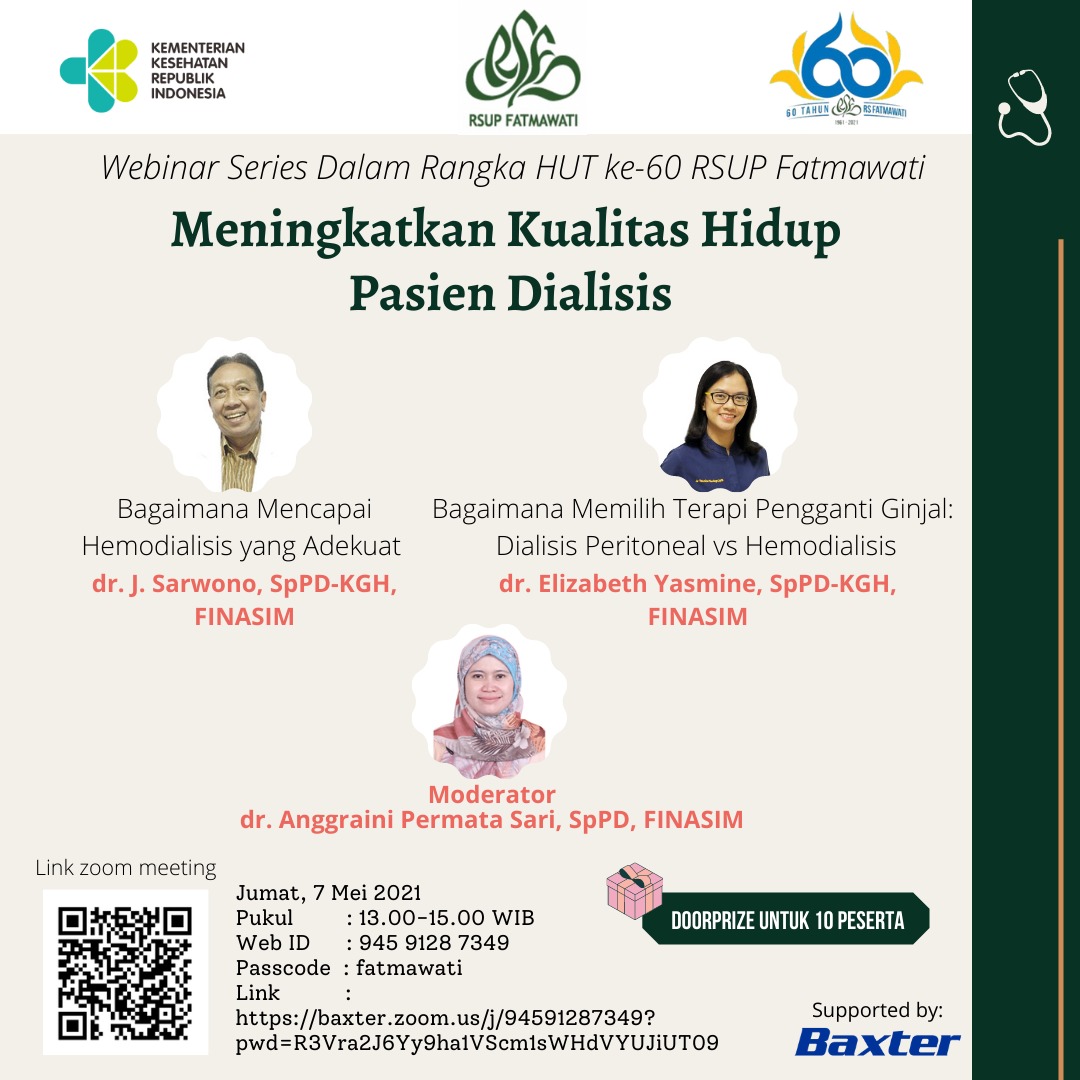 KEMENTERIAN
KESEHATAN
REPUBLIK
INDONESIA
RSUP FATMAWATI
60
60 TAHUN RS FATMAWATI
1961 - 2021
Webinar Series Dalam Rangka HUT ke-60 RSUP Fatmawati
Meningkatkan Kualitas Hidup
Pasien Dialisis
Bagaimana Mencapai
Hemodialisis yang Adekuat
dr. J. Sarwono, SpPD-KGH,
FINASIM
Bagaimana Memilih Terapi Pengganti Ginjal:
Dialisis Peritoneal vs Hemodialisis
dr. Elizabeth Yasmine, SpPD-KGH,
FINASIM
Moderator
dr. Anggraini Permata Sari, SpPD, FINASIM
Link zoom meeting
Jumat, 7 Mei 2021
Pukul : 13.00-15.00 WIB
Web ID : 945 9128 7349
Passcode : fatmawati
Link :
https://baxter.zoom.us/j/94591287349?
pwd=R3Vra2J6Yy9ha1VScm1sWHdVYUJiUT09
DOORPRIZE UNTUK 10 PESERTA
Supported by:
Baxter